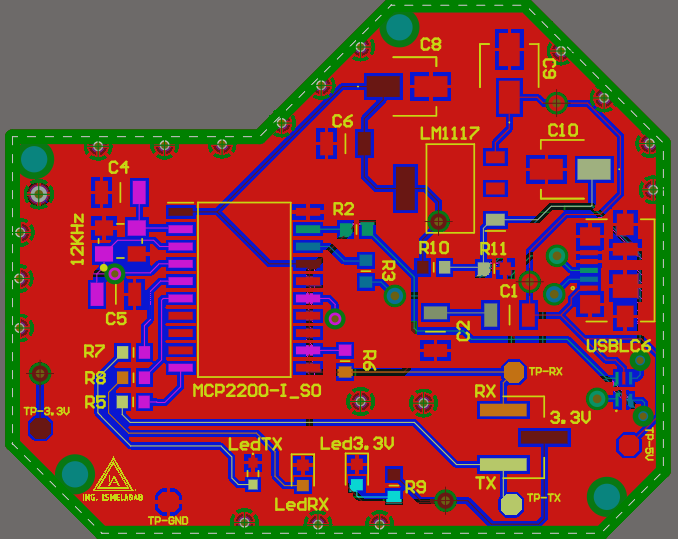 C8
C9
C6
LM1117
C10
C4
R2
12KHz
R10
R11
R3
C1
C5
C2
USBLC6
R7
R6
R8
TP-RX
MCP2200-I_SO
RX
R5
TP-3.3V
3.3V
LedTX
Led3.3V
TP-5V
TX
R9
TP-TX
LedRX
TP-GND